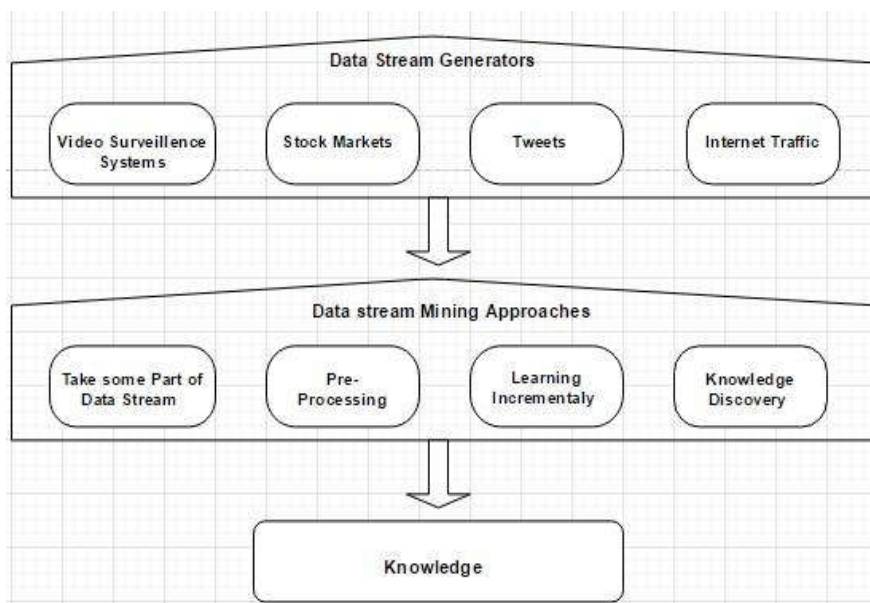 Data Stream Generators
Video Surveillence
Systems
Stock Markets
Tweets
Internet Traffic
Data stream Mining Approaches
Take some Part of
Data Stream
Pre-
Processing
Learning
Incrementaly
Knowledge
Discovery
Knowledge